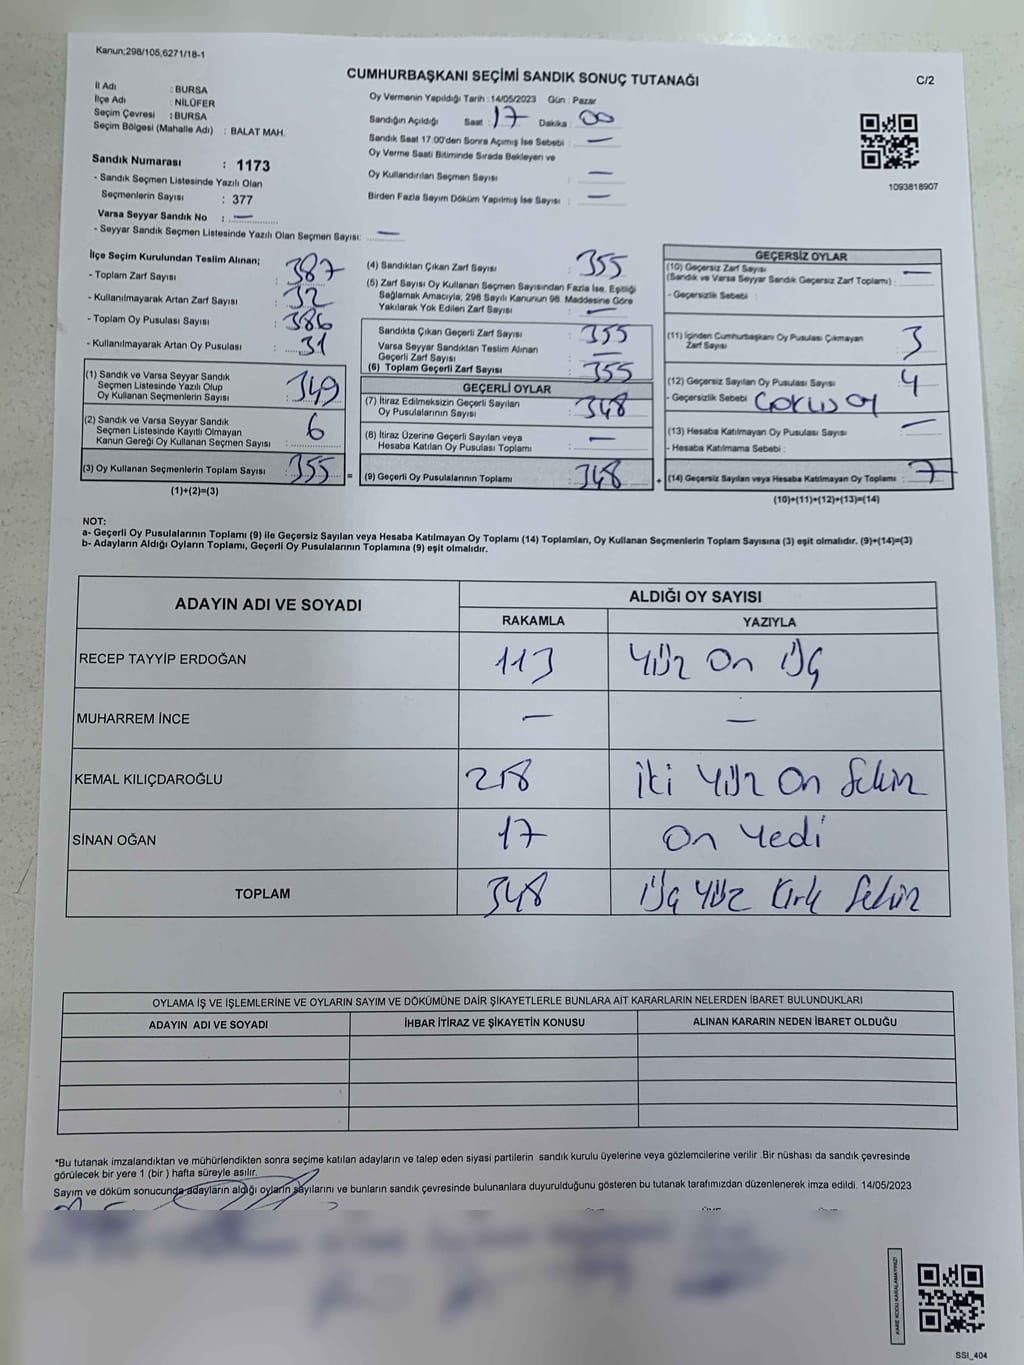 Kanun;298/105,6271/18-1
CUMHURBAŞKANI SEÇİMİ SANDIK SONUÇ TUTANAĞI
C/2
İl Adı : BURSA
İlçe Adı : NİLÜFER
Seçim Çevresi : BURSA
Seçim Bölgesi (Mahalle Adı) : BALAT MAH.
Sandık Numarası : 1173
- Sandık Seçmen Listesinde Yazılı Olan
Seçmenlerin Sayısı : 377
Varsa Seyyar Sandık No : —
- Seyyar Sandık Seçmen Listesinde Yazılı Olan Seçmen Sayısı: —
Oy Vermenin Yapıldığı Tarih : 14/05/2023 Gün : Pazar
Sandığın Açıldığı Saat : 17 Dakika : 00
Sandık Saat 17.00'den Sonra Açımış İse Sebebi : —
Oy Verme Saati Bitiminde Sırada Bekleyen ve
Oy Kullandırılan Seçmen Sayısı : —
Birden Fazla Sayım Döküm Yapılmış İse Sayısı : —
1093818907
İlçe Seçim Kurulundan Teslim Alınan;
- Toplam Zarf Sayısı : 387
- Kullanılmayarak Artan Zarf Sayısı : 32
- Toplam Oy Pusulası Sayısı : 386
- Kullanılmayarak Artan Oy Pusulası : 31
(1) Sandık ve Varsa Seyyar Sandık
Seçmen Listesinde Yazılı Olup
Oy Kullanan Seçmenlerin Sayısı : 349
(2) Sandık ve Varsa Seyyar Sandık
Seçmen Listesinde Kayıtlı Olmayan
Kanun Gereği Oy Kullanan Seçmen Sayısı : 6
(3) Oy Kullanan Seçmenlerin Toplam Sayısı : 355 =
(1)+(2)=(3)
(4) Sandıktan Çıkan Zarf Sayısı : 355
(5) Zarf Sayısı Oy Kullanan Seçmen Sayısından Fazla İse, Eşitliği
Sağlamak Amacıyla; 298 Sayılı Kanunun 98. Maddesine Göre
Yakılarak Yok Edilen Zarf Sayısı : —
Sandıkta Çıkan Geçerli Zarf Sayısı : 355
Varsa Seyyar Sandıktan Teslim Alınan
Geçerli Zarf Sayısı : —
(6) Toplam Geçerli Zarf Sayısı : 355
GEÇERLİ OYLAR
(7) İtiraz Edilmeksizin Geçerli Sayılan
Oy Pusulalarının Sayısı : 348
(8) İtiraz Üzerine Geçerli Sayılan veya
Hesaba Katılan Oy Pusulası Toplamı : —
(9) Geçerli Oy Pusulalarının Toplamı : 348 +
GEÇERSİZ OYLAR
(10) Geçersiz Zarf Sayısı
(Sandık ve Varsa Seyyar Sandık Geçersiz Zarf Toplamı) : —
- Geçersizlik Sebebi :
(11) İçinden Cumhurbaşkanı Oy Pusulası Çıkmayan
Zarf Sayısı : 3
(12) Geçersiz Sayılan Oy Pusulası Sayısı : 4
- Geçersizlik Sebebi
(13) Hesaba Katılmayan Oy Pusulası Sayısı : —
- Hesaba Katılmama Sebebi :
(14) Geçersiz Sayılan veya Hesaba Katılmayan Oy Toplamı : 7
(10)+(11)+(12)+(13)=(14)
NOT:
a- Geçerli Oy Pusulalarının Toplamı (9) ile Geçersiz Sayılan veya Hesaba Katılmayan Oy Toplamı (14) Toplamları, Oy Kullanan Seçmenlerin Toplam Sayısına (3) eşit olmalıdır. (9)+(14)=(3)
b- Adayların Aldığı Oyların Toplamı, Geçerli Oy Pusulalarının Toplamına (9) eşit olmalıdır.
ADAYIN ADI VE SOYADI
ALDIĞI OY SAYISI
RAKAMLA YAZIYLA
RECEP TAYYİP ERDOĞAN 113 Yüz On Üç
MUHARREM İNCE — —
KEMAL KILIÇDAROĞLU 218 İki Yüz On Sekiz
SİNAN OĞAN 17 On Yedi
TOPLAM 348 Üç Yüz Kırk Sekiz
OYLAMA İŞ VE İŞLEMLERİNE VE OYLARIN SAYIM VE DÖKÜMÜNE DAİR ŞİKAYETLERLE BUNLARA AİT KARARLARIN NELERDEN İBARET BULUNDUKLARI
ADAYIN ADI VE SOYADI İHBAR İTİRAZ VE ŞİKAYETİN KONUSU ALINAN KARARIN NEDEN İBARET OLDUĞU
*Bu tutanak imzalandıktan ve mühürlendikten sonra seçime katılan adayların ve talep eden siyasi partilerin sandık kurulu üyelerine veya gözlemcilerine verilir .Bir nüshası da sandık çevresinde
görülecek bir yere 1 (bir ) hafta süreyle asılır.
Sayım ve döküm sonucunda adayların aldığı oyların sayılarını ve bunların sandık çevresinde bulunanlara duyurulduğunu gösteren bu tutanak tarafımızdan düzenlenerek imza edildi. 14/05/2023
KARE KODU KARALAMAYINIZ!
SSI_404